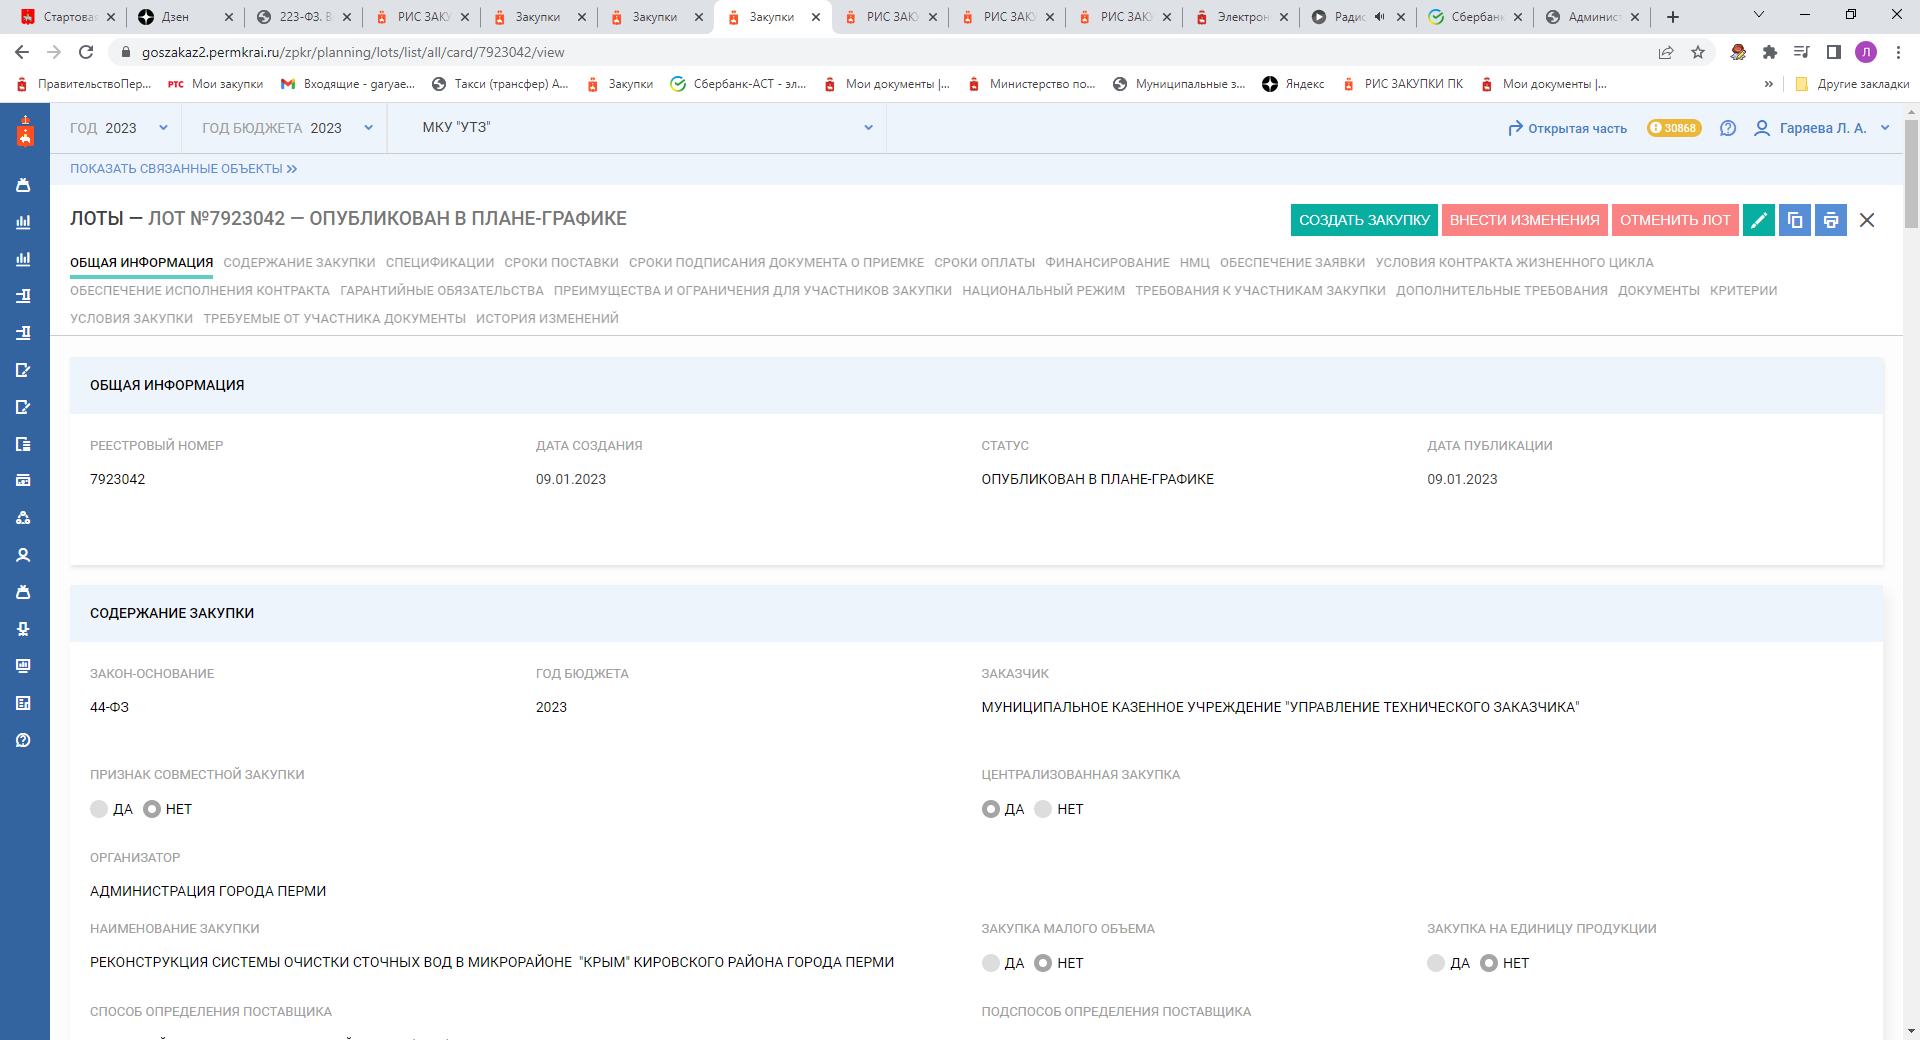 Стартовая
Дзен
223-ФЗ. В
РИС ЗАКУ
Закупки
Закупки
Закупки
РИС ЗАКУ
РИС ЗАКУ
РИС ЗАКУ
Электрон
Радио
Сбербанк
Админист
goszakaz2.permkrai.ru/zpkr/planning/lots/list/all/card/7923042/view
Л
ПравительствоПер...
РТС Мои закупки
Входящие - garyae...
Такси (трансфер) А...
Закупки
Сбербанк-АСТ - эл...
Мои документы |...
Министерство по...
Муниципальные з...
Яндекс
РИС ЗАКУПКИ ПК
Мои документы |...
»
Другие закладки
ГОД 2023
ГОД БЮДЖЕТА 2023
МКУ "УТЗ"
Открытая часть
30868
Гаряева Л. А.
ПОКАЗАТЬ СВЯЗАННЫЕ ОБЪЕКТЫ »
ЛОТЫ — ЛОТ №7923042 — ОПУБЛИКОВАН В ПЛАНЕ-ГРАФИКЕ
СОЗДАТЬ ЗАКУПКУ
ВНЕСТИ ИЗМЕНЕНИЯ
ОТМЕНИТЬ ЛОТ
ОБЩАЯ ИНФОРМАЦИЯ СОДЕРЖАНИЕ ЗАКУПКИ СПЕЦИФИКАЦИИ СРОКИ ПОСТАВКИ СРОКИ ПОДПИСАНИЯ ДОКУМЕНТА О ПРИЕМКЕ СРОКИ ОПЛАТЫ ФИНАНСИРОВАНИЕ НМЦ ОБЕСПЕЧЕНИЕ ЗАЯВКИ УСЛОВИЯ КОНТРАКТА ЖИЗНЕННОГО ЦИКЛА
ОБЕСПЕЧЕНИЕ ИСПОЛНЕНИЯ КОНТРАКТА ГАРАНТИЙНЫЕ ОБЯЗАТЕЛЬСТВА ПРЕИМУЩЕСТВА И ОГРАНИЧЕНИЯ ДЛЯ УЧАСТНИКОВ ЗАКУПКИ НАЦИОНАЛЬНЫЙ РЕЖИМ ТРЕБОВАНИЯ К УЧАСТНИКАМ ЗАКУПКИ ДОПОЛНИТЕЛЬНЫЕ ТРЕБОВАНИЯ ДОКУМЕНТЫ КРИТЕРИИ
УСЛОВИЯ ЗАКУПКИ ТРЕБУЕМЫЕ ОТ УЧАСТНИКА ДОКУМЕНТЫ ИСТОРИЯ ИЗМЕНЕНИЙ
ОБЩАЯ ИНФОРМАЦИЯ
РЕЕСТРОВЫЙ НОМЕР
ДАТА СОЗДАНИЯ
СТАТУС
ДАТА ПУБЛИКАЦИИ
7923042
09.01.2023
ОПУБЛИКОВАН В ПЛАНЕ-ГРАФИКЕ
09.01.2023
СОДЕРЖАНИЕ ЗАКУПКИ
ЗАКОН-ОСНОВАНИЕ
ГОД БЮДЖЕТА
ЗАКАЗЧИК
44-ФЗ
2023
МУНИЦИПАЛЬНОЕ КАЗЕННОЕ УЧРЕЖДЕНИЕ "УПРАВЛЕНИЕ ТЕХНИЧЕСКОГО ЗАКАЗЧИКА"
ПРИЗНАК СОВМЕСТНОЙ ЗАКУПКИ
ЦЕНТРАЛИЗОВАННАЯ ЗАКУПКА
ДА НЕТ
ДА НЕТ
ОРГАНИЗАТОР
АДМИНИСТРАЦИЯ ГОРОДА ПЕРМИ
НАИМЕНОВАНИЕ ЗАКУПКИ
ЗАКУПКА МАЛОГО ОБЪЕМА
ЗАКУПКА НА ЕДИНИЦУ ПРОДУКЦИИ
РЕКОНСТРУКЦИЯ СИСТЕМЫ ОЧИСТКИ СТОЧНЫХ ВОД В МИКРОРАЙОНЕ "КРЫМ" КИРОВСКОГО РАЙОНА ГОРОДА ПЕРМИ
ДА НЕТ
ДА НЕТ
СПОСОБ ОПРЕДЕЛЕНИЯ ПОСТАВЩИКА
ПОДСПОСОБ ОПРЕДЕЛЕНИЯ ПОСТАВЩИКА